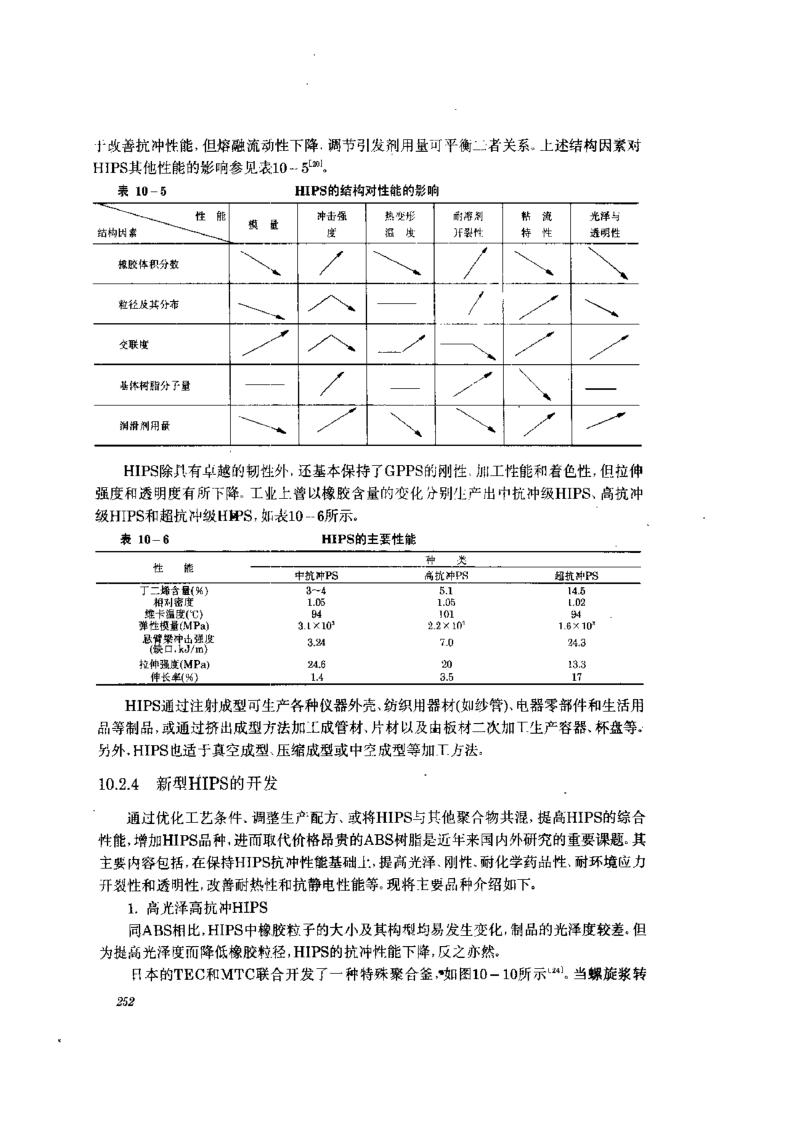 于改善抗冲性能,但熔融流动性下降,调节引发剂用量可平衡二者关系。上述结构因素对
HIPS其他性能的影响参见表10-5[20]。
表 10-5 HIPS的结构对性能的影响
性 能 模 量 冲击强度 热变形温 度 耐溶剂开裂性 粘 流特 性 光泽与透明性
结构因素
橡胶体积分数
粒径及其分布
交联度
基体树脂分子量
润滑剂用量
HIPS除具有卓越的韧性外,还基本保持了GPPS的刚性、加工性能和着色性,但拉伸
强度和透明度有所下降。工业上曾以橡胶含量的变化分别生产出中抗冲级HIPS、高抗冲
级HIPS和超抗冲级HIPS,如表10-6所示。
表 10-6 HIPS的主要性能
性 能 种 类
中抗冲PS 高抗冲PS 超抗冲PS
丁二烯含量(%) 3~4 5.1 14.5
相对密度 1.05 1.05 1.02
维卡温度(℃) 94 101 94
弹性模量(MPa) 3.1×10³ 2.2×10³ 1.6×10³
悬臂梁冲击强度(缺口,kJ/m) 3.24 7.0 24.3
拉伸强度(MPa) 24.6 20 13.3
伸长率(%) 1.4 3.5 17
HIPS通过注射成型可生产各种仪器外壳、纺织用器材(如纱管)、电器零部件和生活用
品等制品,或通过挤出成型方法加工成管材、片材以及由板材二次加工生产容器、杯盘等。
另外,HIPS也适于真空成型、压缩成型或中空成型等加工方法。
10.2.4 新型HIPS的开发
通过优化工艺条件、调整生产配方、或将HIPS与其他聚合物共混,提高HIPS的综合
性能,增加HIPS品种,进而取代价格昂贵的ABS树脂是近年来国内外研究的重要课题。其
主要内容包括,在保持HIPS抗冲性能基础上,提高光泽、刚性、耐化学药品性、耐环境应力
开裂性和透明性,改善耐热性和抗静电性能等。现将主要品种介绍如下。
1. 高光泽高抗冲HIPS
同ABS相比,HIPS中橡胶粒子的大小及其构型均易发生变化,制品的光泽度较差。但
为提高光泽度而降低橡胶粒径,HIPS的抗冲性能下降,反之亦然。
日本的TEC和MTC联合开发了一种特殊聚合釜,如图10-10所示[24]。当螺旋浆转
252